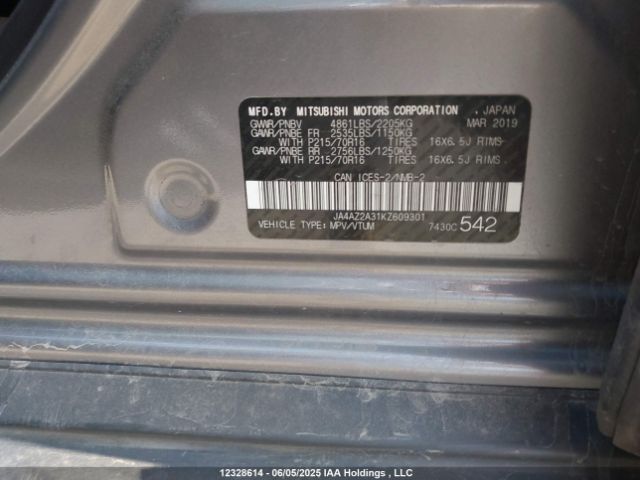 MFD.BY MITSUBISHI MOTORS CORPORATION , JAPAN
GVWR/PNBV 4861LBS/2205KG MAR 2019
GAWR/PNBE FR 2535LBS/1150KG
WITH P215/70R16 TIRES 16X6.5J RIMS
GAWR/PNBE RR 2756LBS/1250KG
WITH P215/70R16 TIRES 16X6.5J RIMS
CAN ICES-2/NMB-2
JA4AZ2A31KZ609301
VEHICLE TYPE:MPV/VTUM 7430C 542
12328614 - 06/05/2025 IAA Holdings , LLC